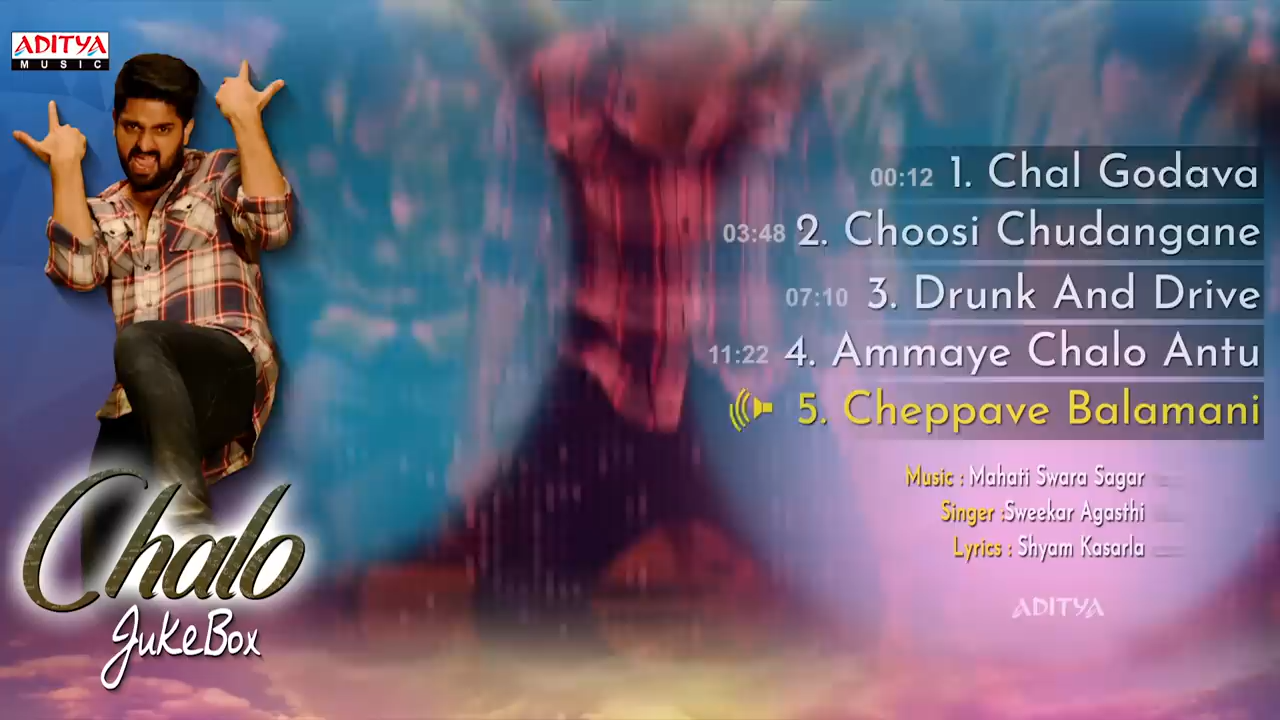 ADITYA
MUSIC
00:12 1. Chal Godava
03:48 2. Choosi Chudangane
07:10 3. Drunk And Drive
11:22 4. Ammaye Chalo Antu
5. Cheppave Balamani
Music : Mahati Swara Sagar
Singer :Sweekar Agasthi
Lyrics : Shyam Kasarla
ADITYA
Chalo
JukeBox